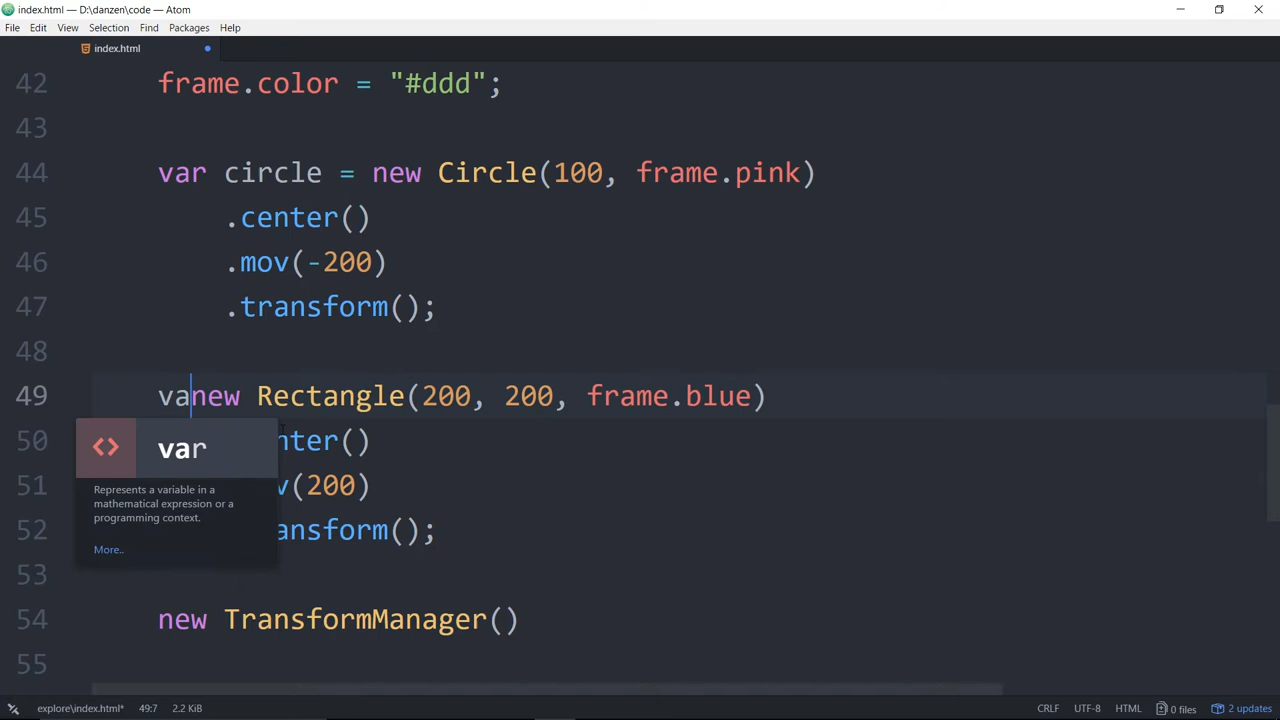 index.html — D:\danzen\code — Atom
File Edit View Selection Find Packages Help
index.html
42 frame.color = "#ddd";
43
44 var circle = new Circle(100, frame.pink)
45 .center()
46 .mov(-200)
47 .transform();
48
49 vanew Rectangle(200, 200, frame.blue)
50 nter()
51 v(200)
52 ansform();
53
54 new TransformManager()
55
<> var
Represents a variable in a
mathematical expression or a
programming context.
More..
explore\index.html* 49:7 2.2 KiB CRLF UTF-8 HTML 0 files 2 updates